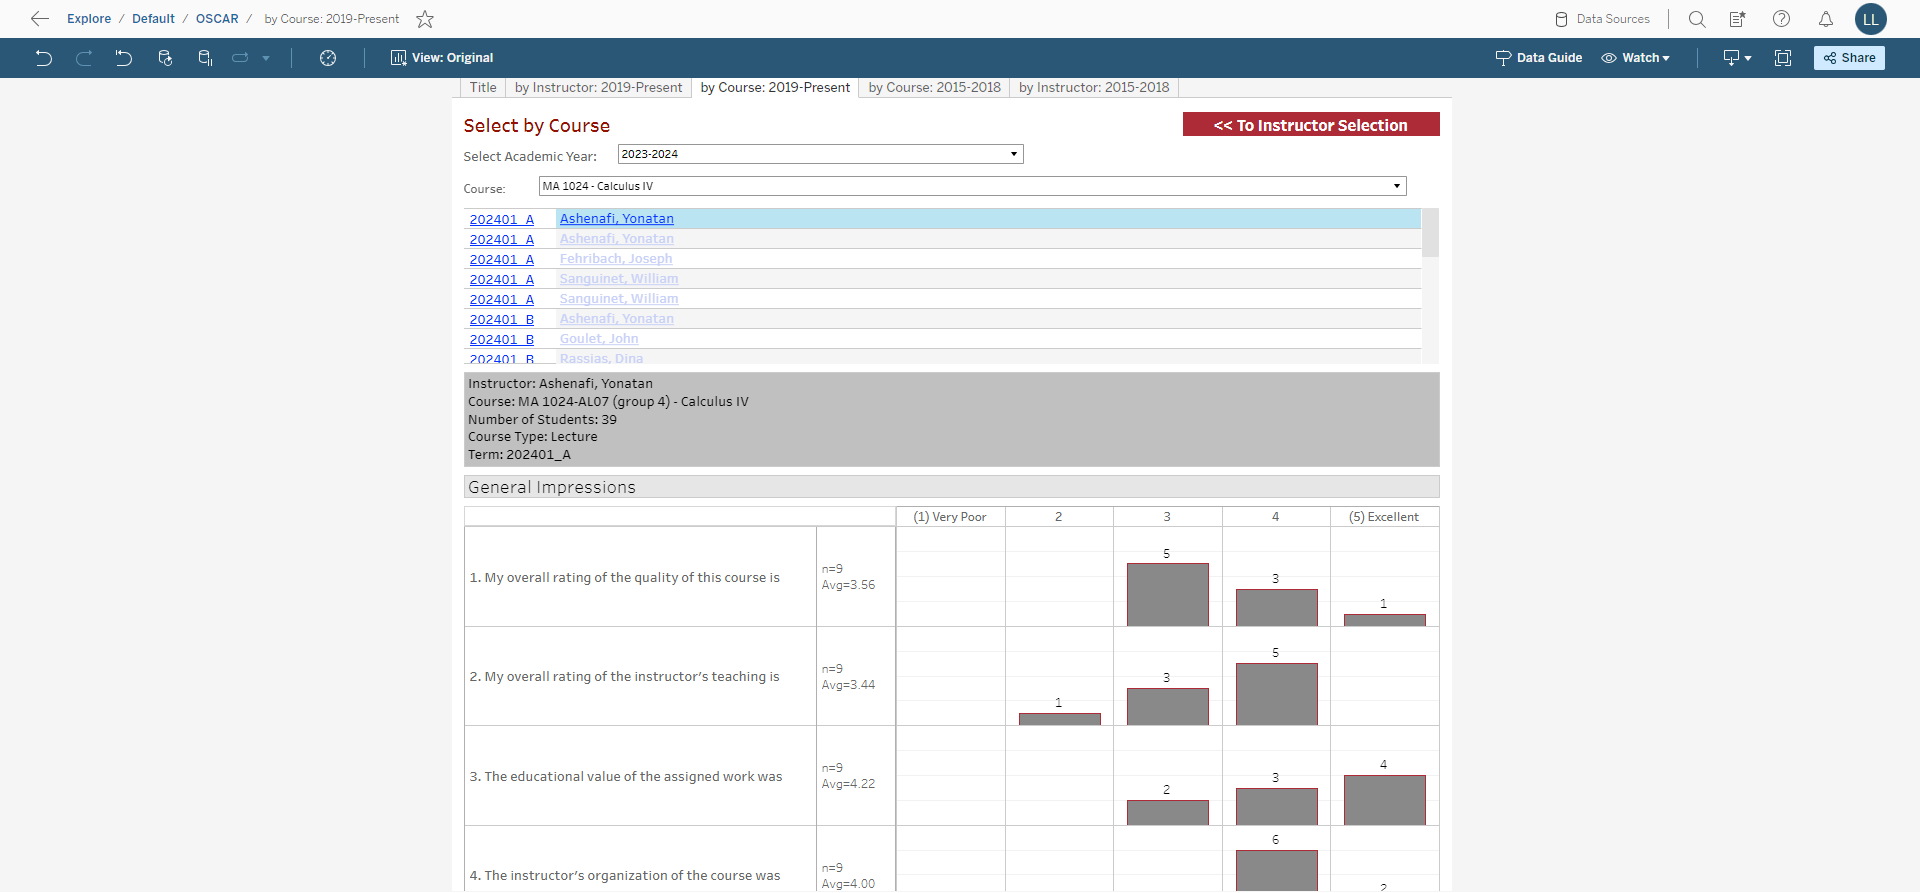 Explore / Default / OSCAR / by Course: 2019-Present
Data Sources
LL
View: Original
Data Guide
Watch
Share
Title
by Instructor: 2019-Present
by Course: 2019-Present
by Course: 2015-2018
by Instructor: 2015-2018
Select by Course
<< To Instructor Selection
Select Academic Year: 2023-2024
Course: MA 1024 - Calculus IV
202401_A Ashenafi, Yonatan
202401_A Ashenafi, Yonatan
202401_A Fehribach, Joseph
202401_A Sanguinet, William
202401_A Sanguinet, William
202401_B Ashenafi, Yonatan
202401_B Goulet, John
202401_B Rassias, Dina
Instructor: Ashenafi, Yonatan
Course: MA 1024-AL07 (group 4) - Calculus IV
Number of Students: 39
Course Type: Lecture
Term: 202401_A
General Impressions
(1) Very Poor 2 3 4 (5) Excellent
1. My overall rating of the quality of this course is
n=9
Avg=3.56
5 3 1
2. My overall rating of the instructor's teaching is
n=9
Avg=3.44
1 3 5
3. The educational value of the assigned work was
n=9
Avg=4.22
2 3 4
4. The instructor's organization of the course was
n=9
Avg=4.00
6 2